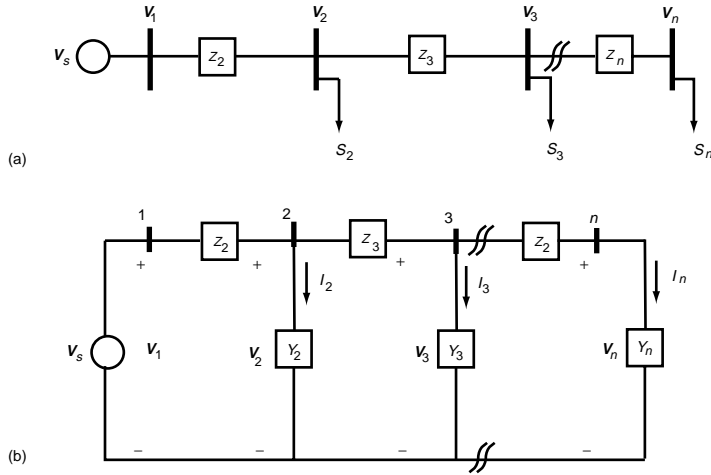 V1 V2 V3 Vn
Vs Z2 Z3 Zn
S2 S3 Sn
(a)
1 2 3 n
Z2 Z3 Z2
+ + + +
I2 I3 In
Vs V1 V2 Y2 V3 Y3 Vn Yn
− − − −
(b)